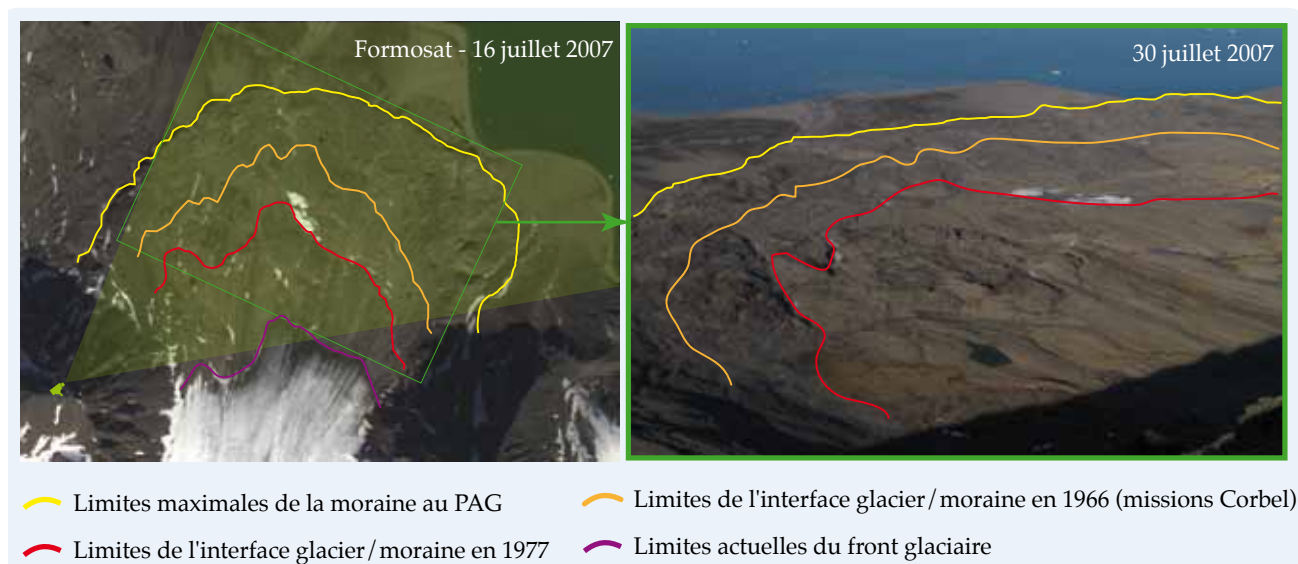 Formosat - 16 juillet 2007
30 juillet 2007
Limites maximales de la moraine au PAG
Limites de l'interface glacier/moraine en 1966 (missions Corbel)
Limites de l'interface glacier/moraine en 1977
Limites actuelles du front glaciaire